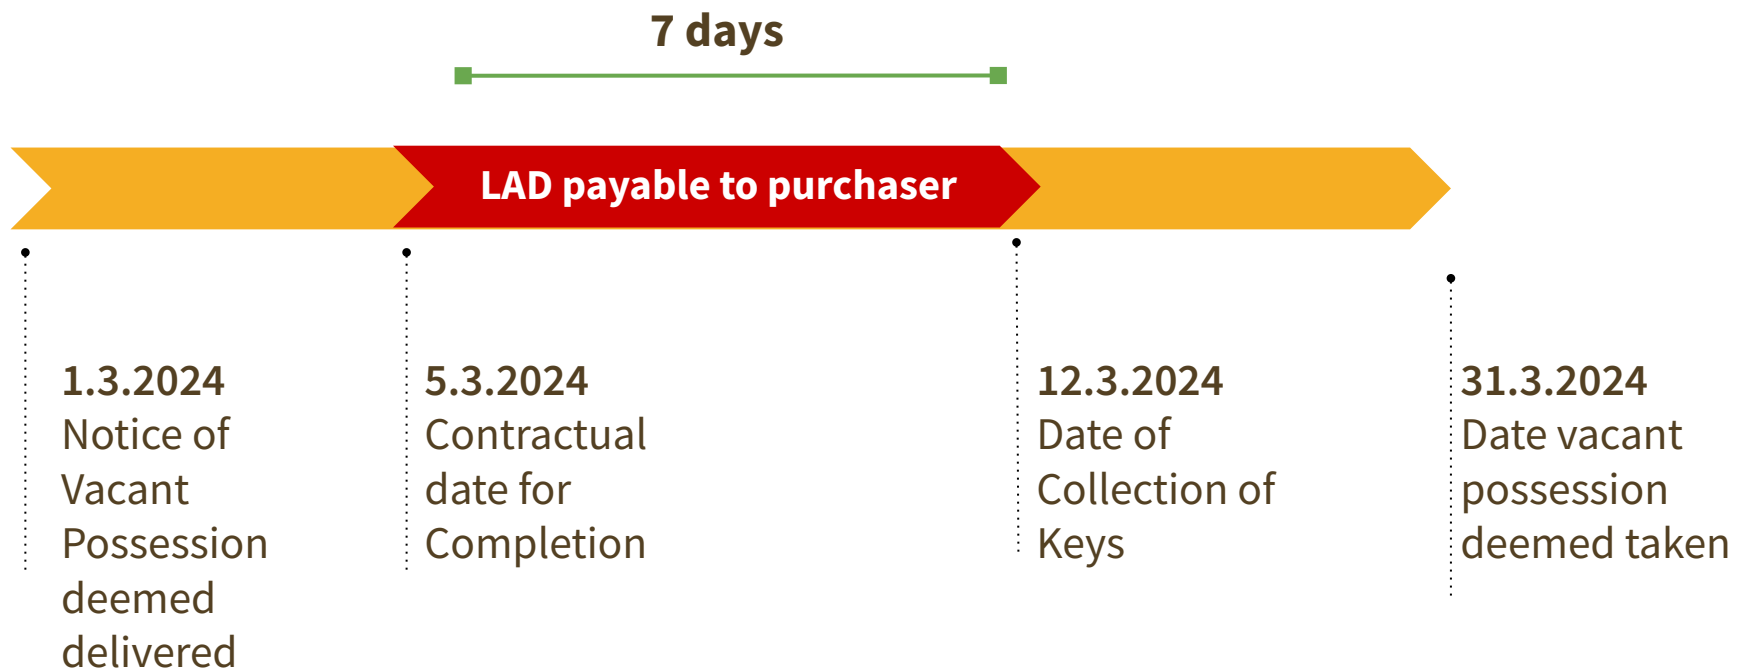 7 days
LAD payable to purchaser
1.3.2024
Notice of
Vacant
Possession
deemed
delivered
5.3.2024
Contractual
date for
Completion
12.3.2024
Date of
Collection of
Keys
31.3.2024
Date vacant
possession
deemed taken